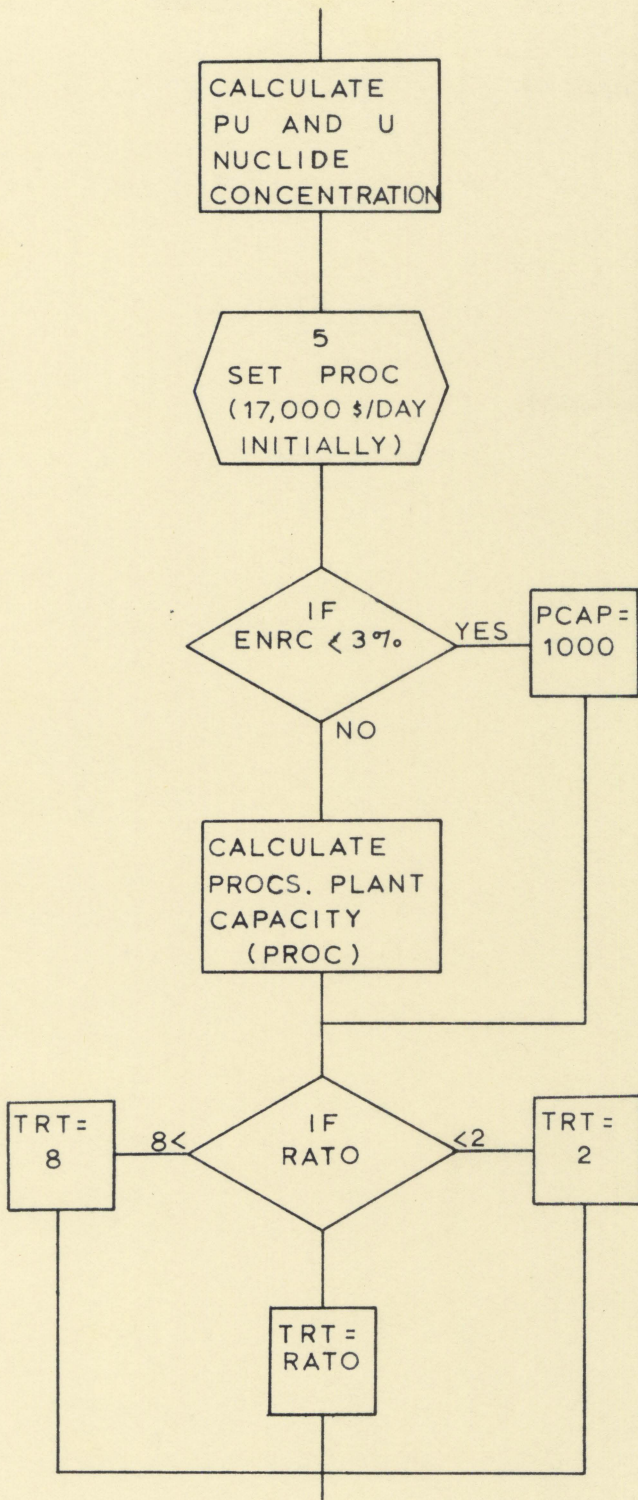 CALCULATE
PU AND U
NUCLIDE
CONCENTRATION
5
SET PROC
(17,000 $/DAY
INITIALLY)
IF
ENRC < 3%
YES
PCAP=
1000
NO
CALCULATE
PROCS. PLANT
CAPACITY
(PROC)
TRT=
8
8<
IF
RATO
<2
TRT=
2
TRT=
RATO